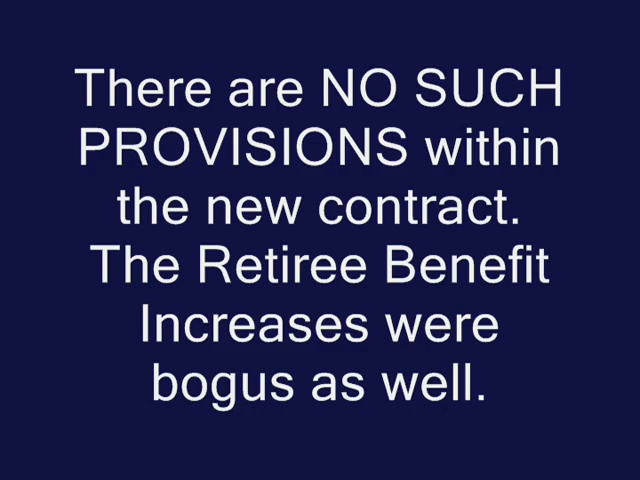 There are NO SUCH
PROVISIONS within
the new contract.
The Retiree Benefit
Increases were
bogus as well.